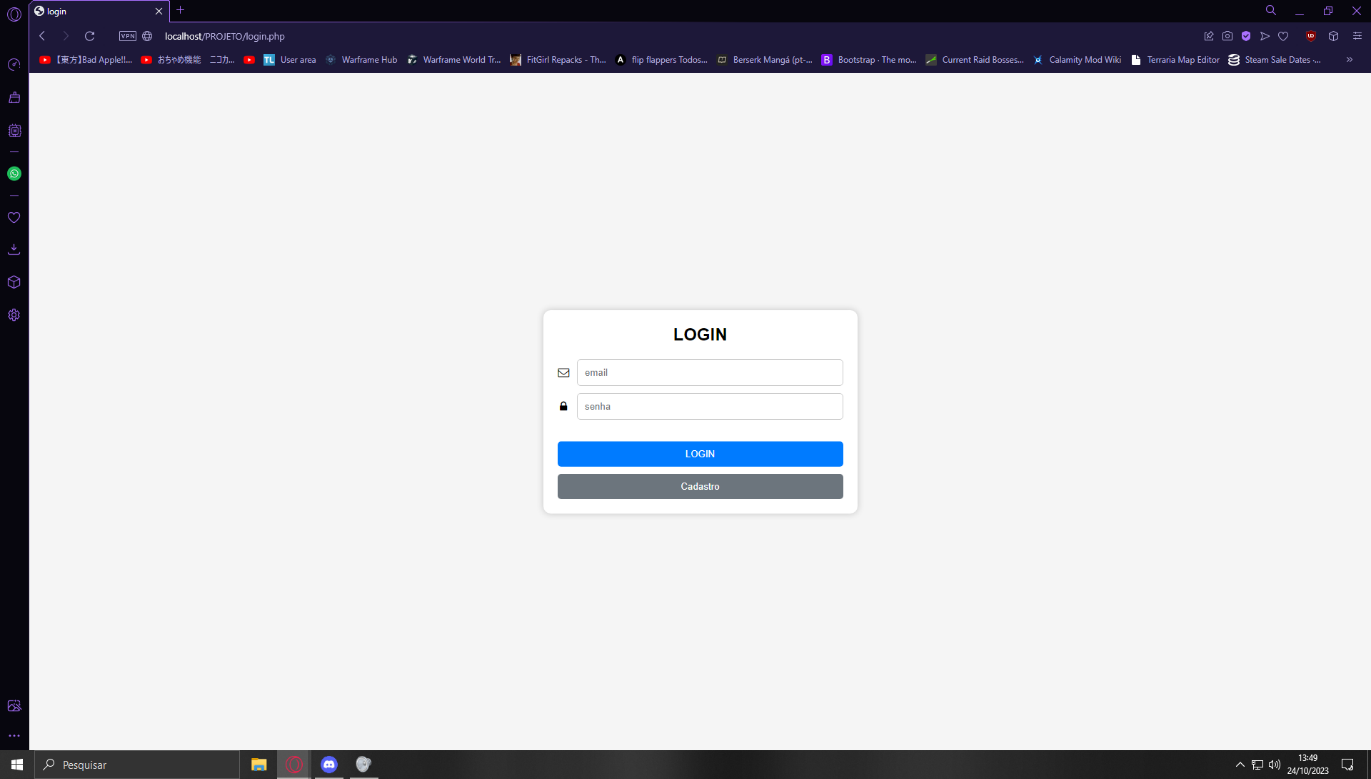 login
VPN
localhost/PROJETO/login.php
【東方】Bad Apple!!...
おちゃめ機能 ニコカ...
TL User area
Warframe Hub
Warframe World Tr...
FitGirl Repacks - Th...
A flip flappers Todos...
Berserk Mangá (pt-...
B Bootstrap · The mo...
Current Raid Bosses...
Calamity Mod Wiki
Terraria Map Editor
Steam Sale Dates -...
»
LOGIN
email
senha
LOGIN
Cadastro
Pesquisar
13:49
24/10/2023